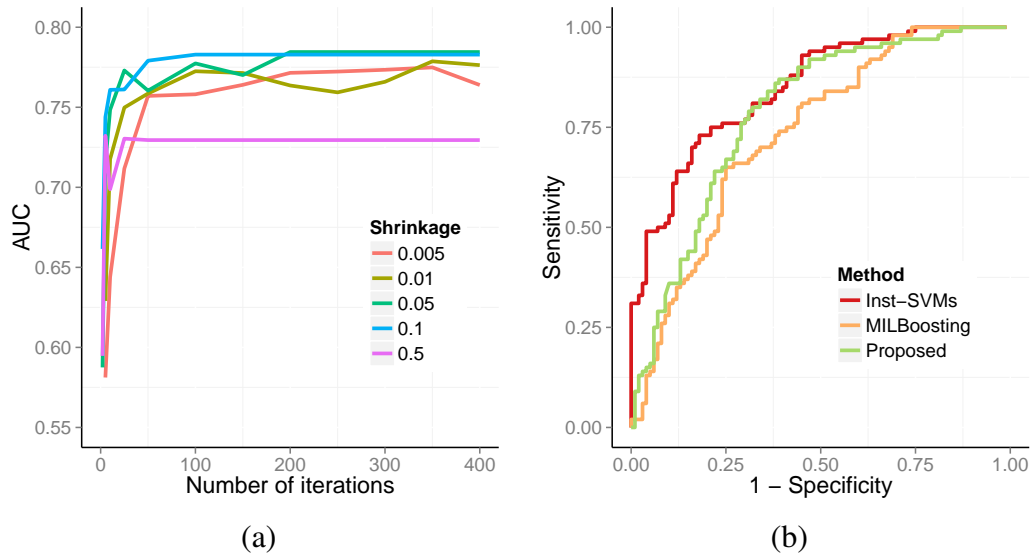 0.80
0.75
0.70
0.65
0.60
0.55
AUC
0 100 200 300 400
Number of iterations
Shrinkage
0.005
0.01
0.05
0.1
0.5
(a)
1.00
0.75
0.50
0.25
0.00
Sensitivity
0.00 0.25 0.50 0.75 1.00
1 − Specificity
Method
Inst−SVMs
MILBoosting
Proposed
(b)